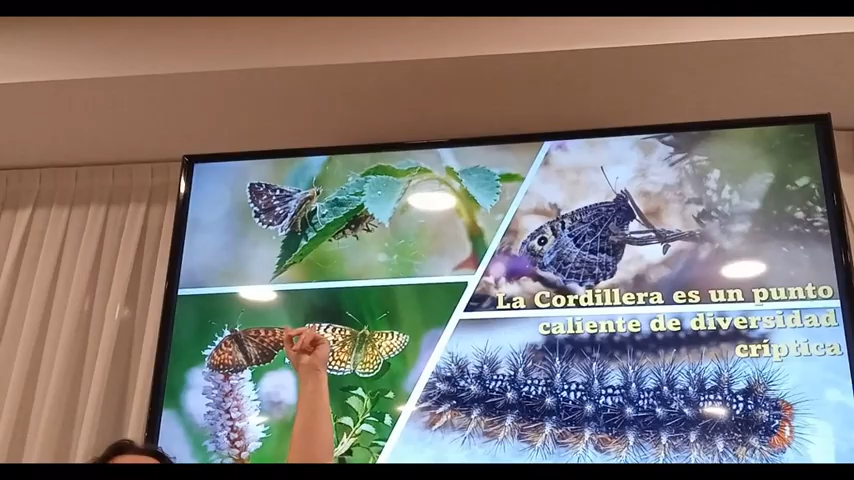 La Cordillera es un punto
caliente de diversidad
críptica